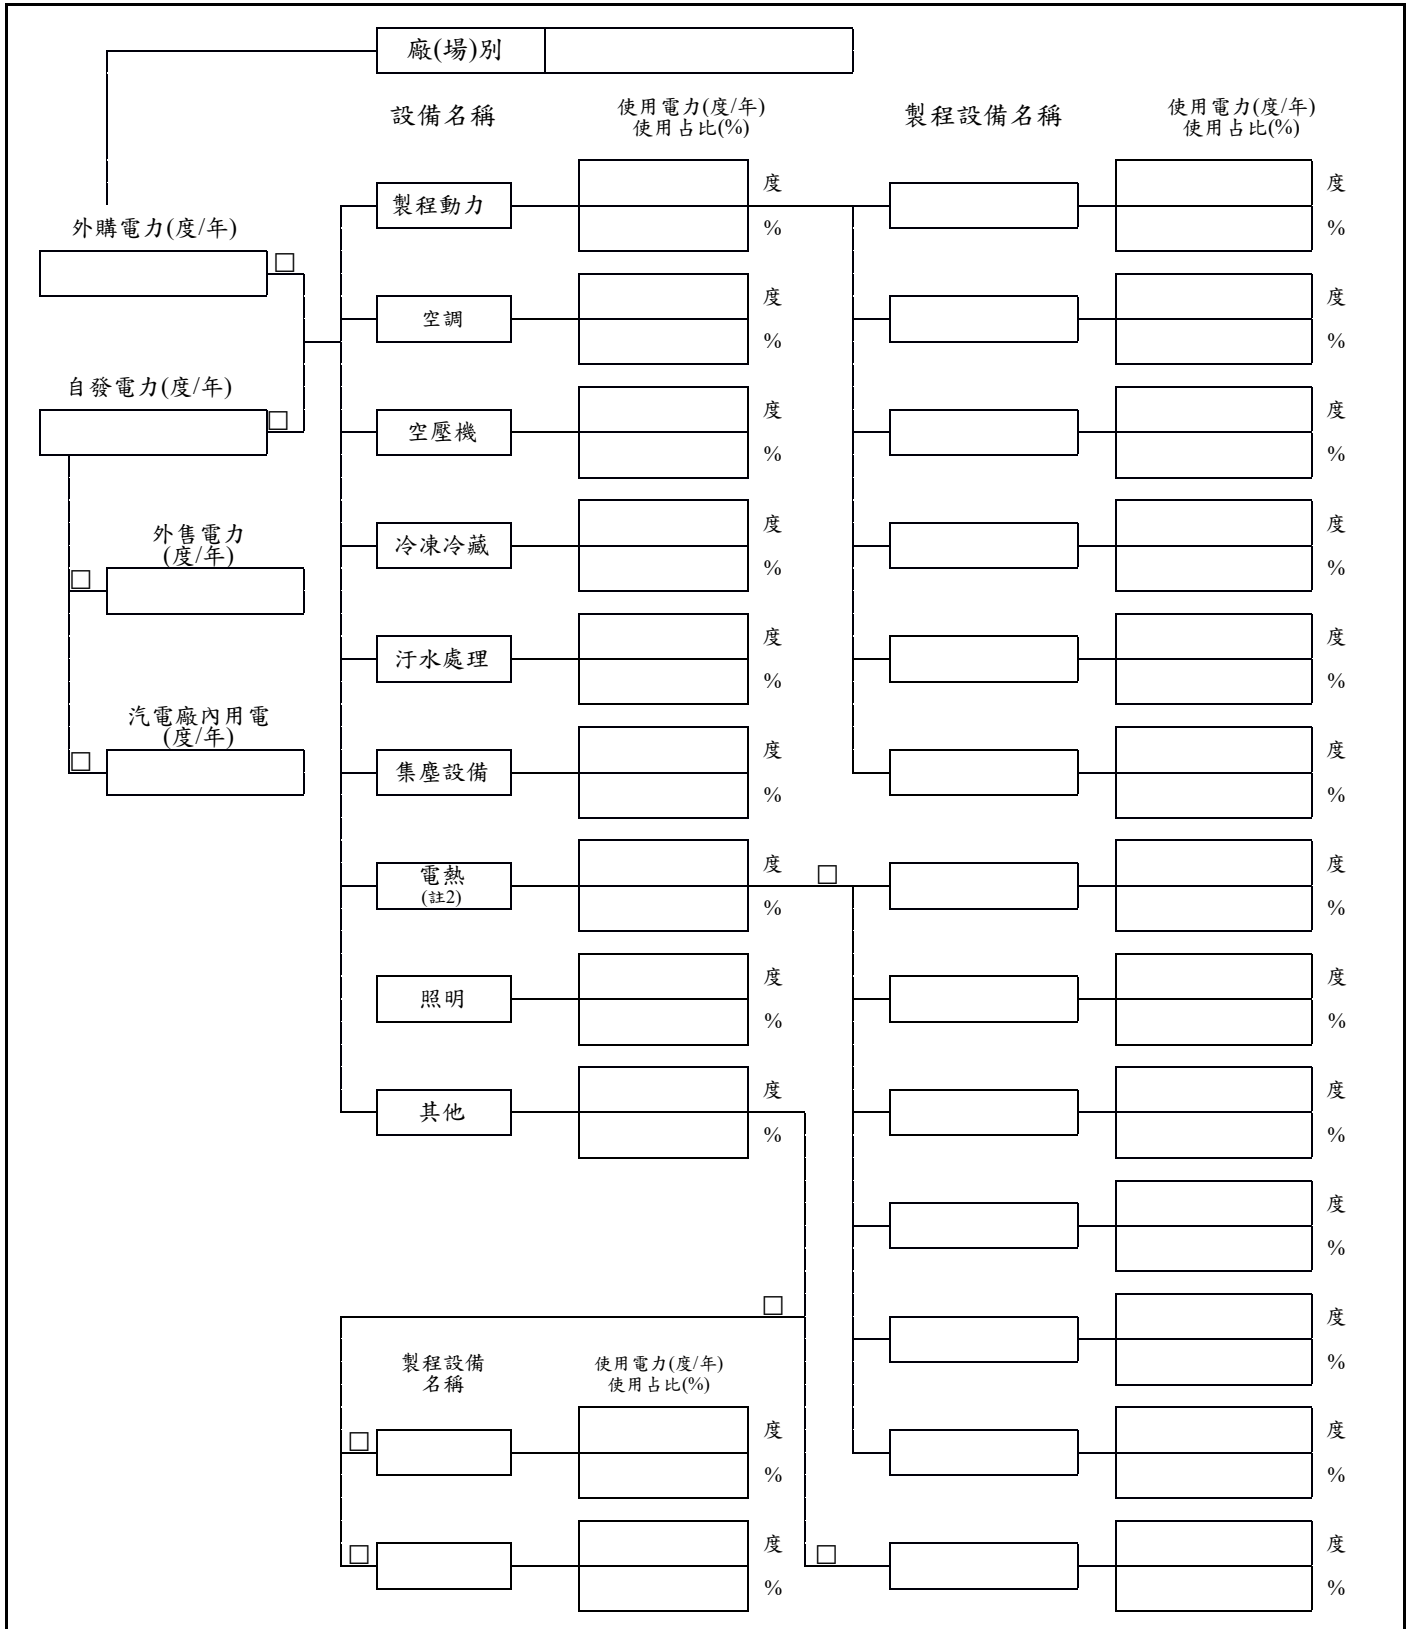 廠(場)別
設備名稱
使用電力(度/年)
使用占比(%)
製程設備名稱
使用電力(度/年)
使用占比(%)
外購電力(度/年)
自發電力(度/年)
外售電力
(度/年)
汽電廠內用電
(度/年)
製程動力
度
%
度
%
空調
度
%
度
%
空壓機
度
%
度
%
冷凍冷藏
度
%
度
%
汙水處理
度
%
度
%
集塵設備
度
%
度
%
電熱
(註2)
度
%
度
%
照明
度
%
度
%
其他
度
%
度
%
度
%
度
%
製程設備
名稱
使用電力(度/年)
使用占比(%)
度
%
度
%
度
%
度
%